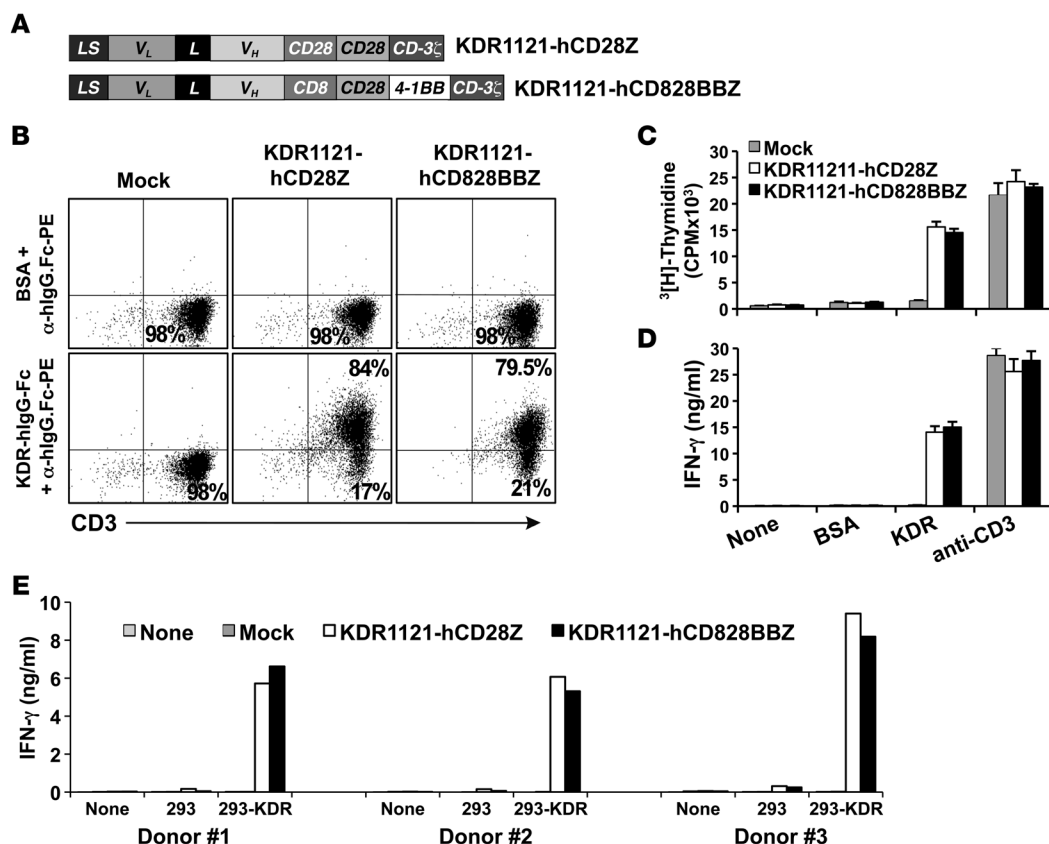 A
LS V_L L V_H CD28 CD28 CD-3ζ KDR1121-hCD28Z
LS V_L L V_H CD8 CD28 4-1BB CD-3ζ KDR1121-hCD828BBZ
B
Mock
KDR1121-
hCD28Z
KDR1121-
hCD828BBZ
BSA +
α-hIgG.Fc-PE
98%
98%
98%
KDR-hIgG-Fc
+ α-hIgG.Fc-PE
98%
84%
17%
79.5%
21%
CD3
C
Mock
KDR11211-hCD28Z
KDR1121-hCD828BBZ
³[H]-Thymidine
(CPMx10³)
30
25
20
15
10
5
0
D
IFN-γ (ng/ml)
30
25
20
15
10
5
0
None BSA KDR anti-CD3
E
None Mock KDR1121-hCD28Z KDR1121-hCD828BBZ
IFN-γ (ng/ml)
10
8
6
4
2
0
None 293 293-KDR None 293 293-KDR None 293 293-KDR
Donor #1 Donor #2 Donor #3